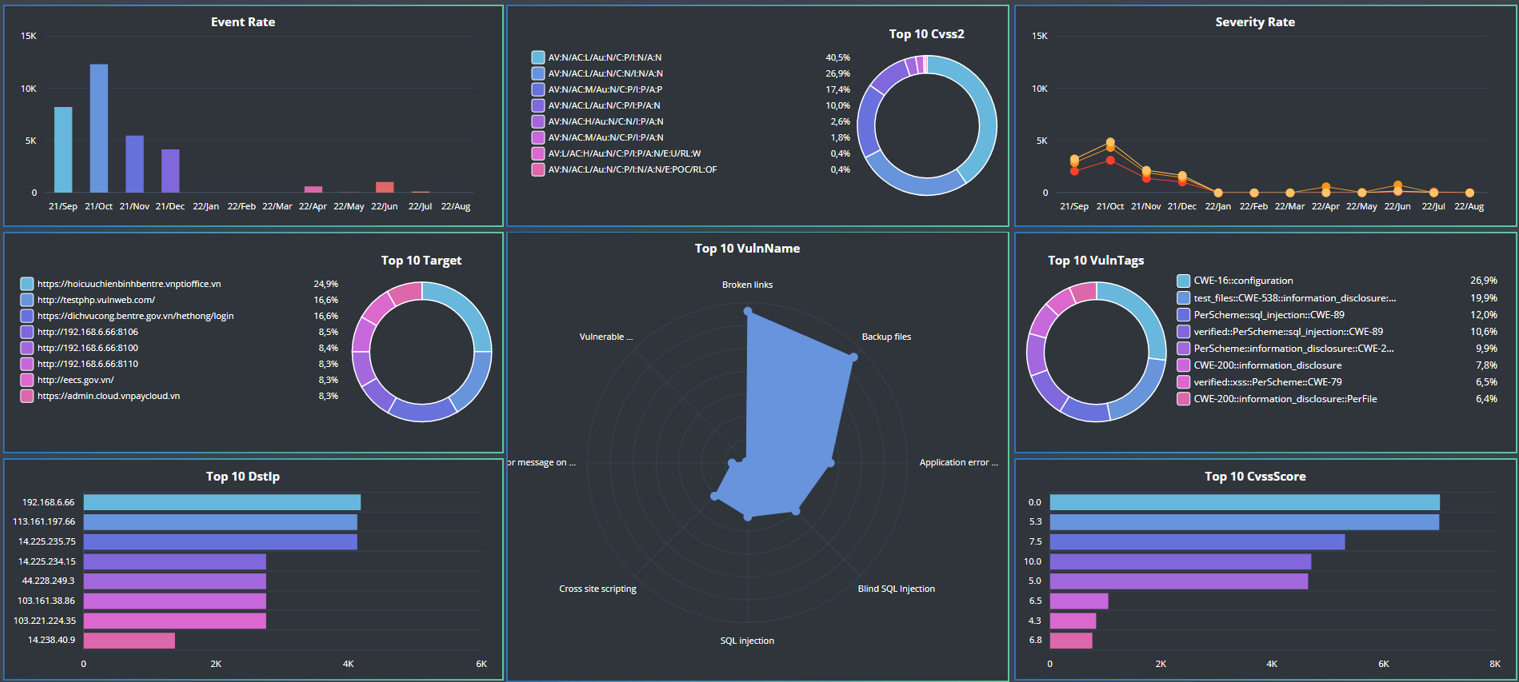 Event Rate
15K
10K
5K
0
21/Sep 21/Oct 21/Nov 21/Dec 22/Jan 22/Feb 22/Mar 22/Apr 22/May 22/Jun 22/Jul 22/Aug
Top 10 Cvss2
AV:N/AC:L/Au:N/C:P/I:N/A:N 40,5%
AV:N/AC:L/Au:N/C:N/I:N/A:N 26,9%
AV:N/AC:M/Au:N/C:P/I:P/A:P 17,4%
AV:N/AC:L/Au:N/C:P/I:P/A:N 10,0%
AV:N/AC:H/Au:N/C:N/I:P/A:N 2,6%
AV:N/AC:M/Au:N/C:P/I:P/A:N 1,8%
AV:L/AC:H/Au:N/C:P/I:P/A:N/E:U/RL:W 0,4%
AV:N/AC:L/Au:N/C:P/I:N/A:N/E:POC/RL:OF 0,4%
Severity Rate
15K
10K
5K
0
21/Sep 21/Oct 21/Nov 21/Dec 22/Jan 22/Feb 22/Mar 22/Apr 22/May 22/Jun 22/Jul 22/Aug
Top 10 Target
https://hoicuuchienbinhbentre.vnptioffice.vn 24,9%
http://testphp.vulnweb.com/ 16,6%
https://dichvucong.bentre.gov.vn/hethong/login 16,6%
http://192.168.6.66:8106 8,5%
http://192.168.6.66:8100 8,4%
http://192.168.6.66:8110 8,3%
http://eecs.gov.vn/ 8,3%
https://admin.cloud.vnpaycloud.vn 8,3%
Top 10 VulnName
Broken links
Vulnerable ...
Backup files
or message on ...
Application error ...
Cross site scripting
Blind SQL Injection
SQL injection
Top 10 VulnTags
CWE-16::configuration 26,9%
test_files::CWE-538::information_disclosure:... 19,9%
PerScheme::sql_injection::CWE-89 12,0%
verified::PerScheme::sql_injection::CWE-89 10,6%
PerScheme::information_disclosure::CWE-2... 9,9%
CWE-200::information_disclosure 7,8%
verified::xss::PerScheme::CWE-79 6,5%
CWE-200::information_disclosure::PerFile 6,4%
Top 10 DstIp
192.168.6.66
113.161.197.66
14.225.235.75
14.225.234.15
44.228.249.3
103.161.38.86
103.221.224.35
14.238.40.9
0 2K 4K 6K
Top 10 CvssScore
0.0
5.3
7.5
10.0
5.0
6.5
4.3
6.8
0 2K 4K 6K 8K